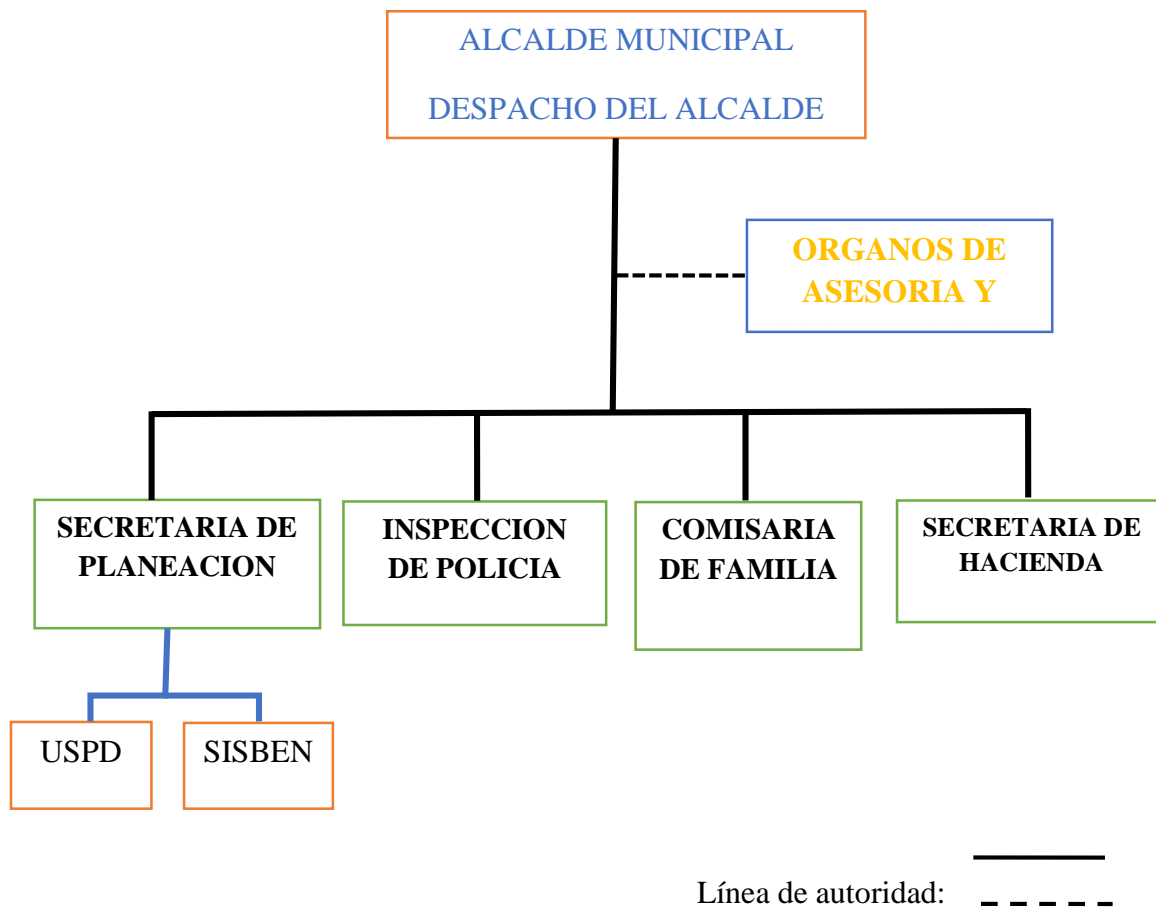 ALCALDE MUNICIPAL
DESPACHO DEL ALCALDE
ORGANOS DE
ASESORIA Y
SECRETARIA DE
PLANEACION
INSPECCION
DE POLICIA
COMISARIA
DE FAMILIA
SECRETARIA DE
HACIENDA
USPD
SISBEN
Línea de autoridad: